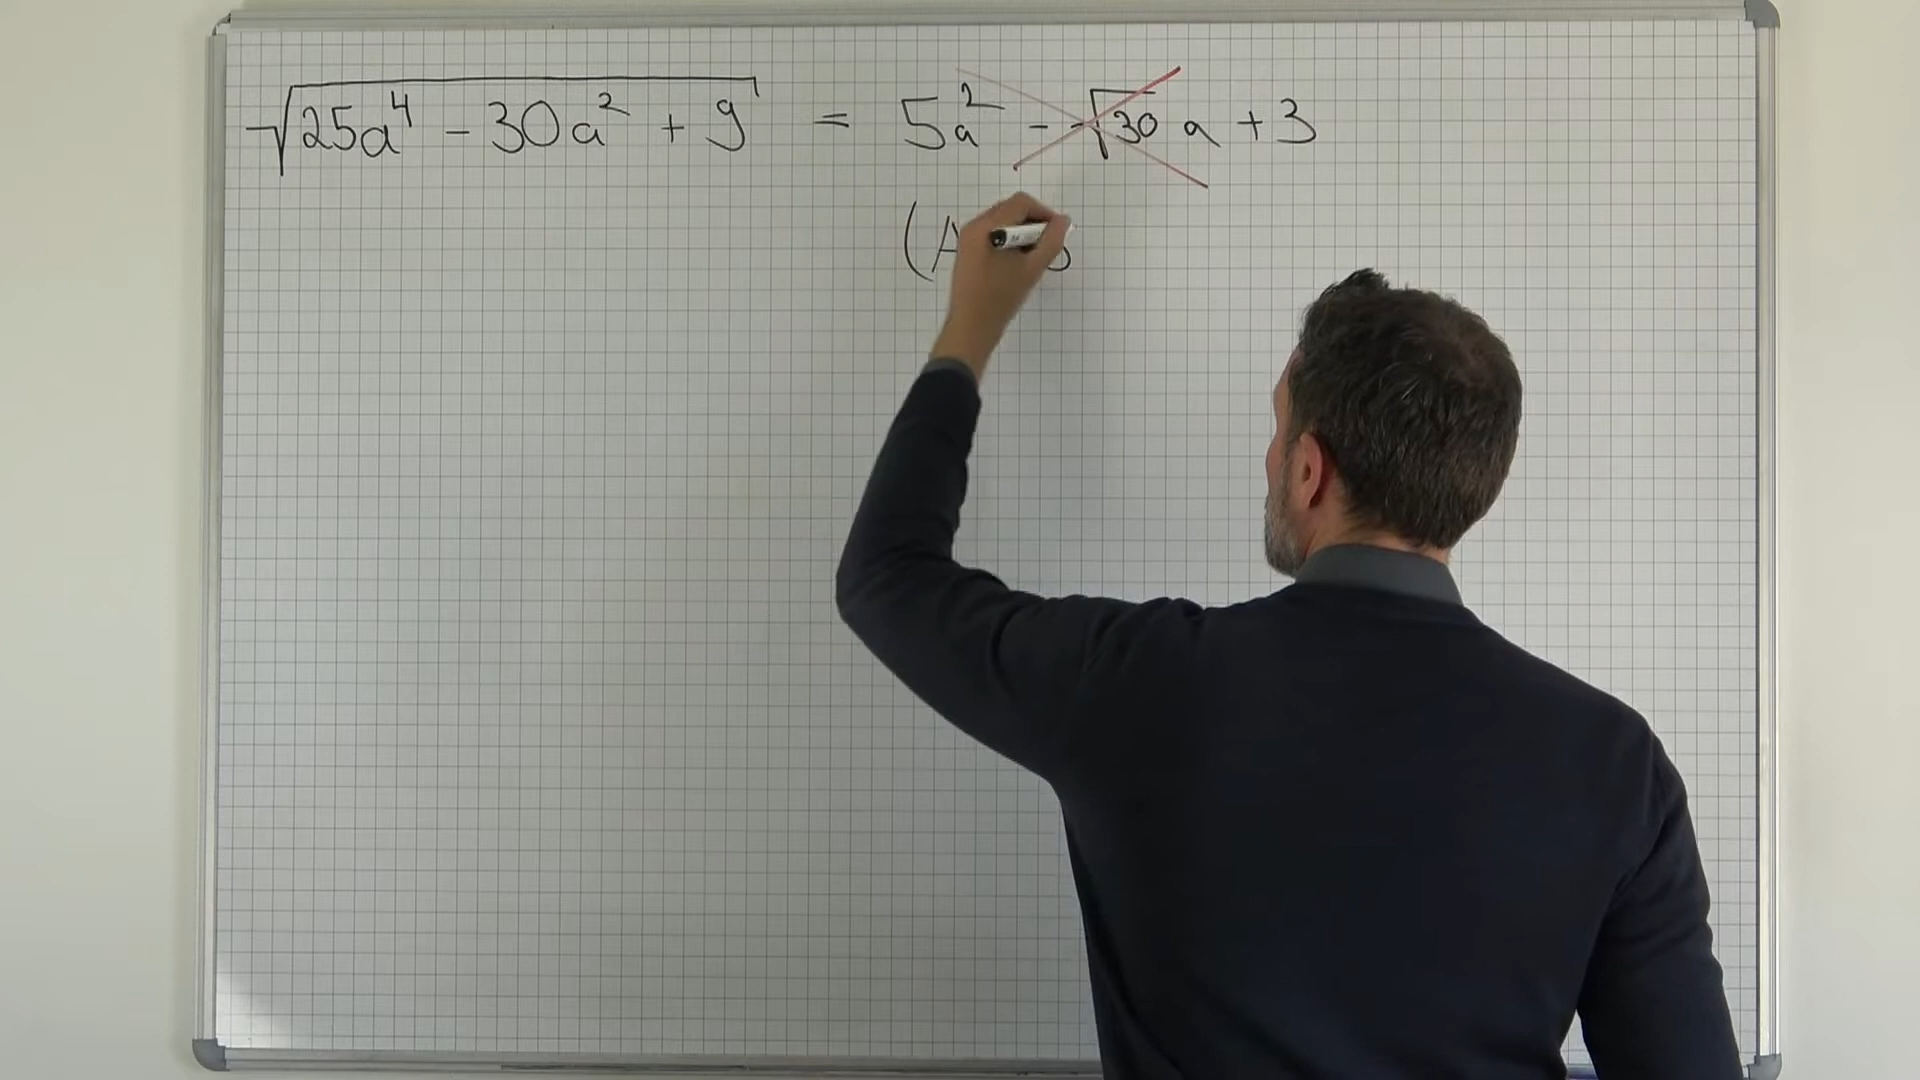 √25a⁴ - 30a² + 9 = 5a² - √30 a + 3
(A